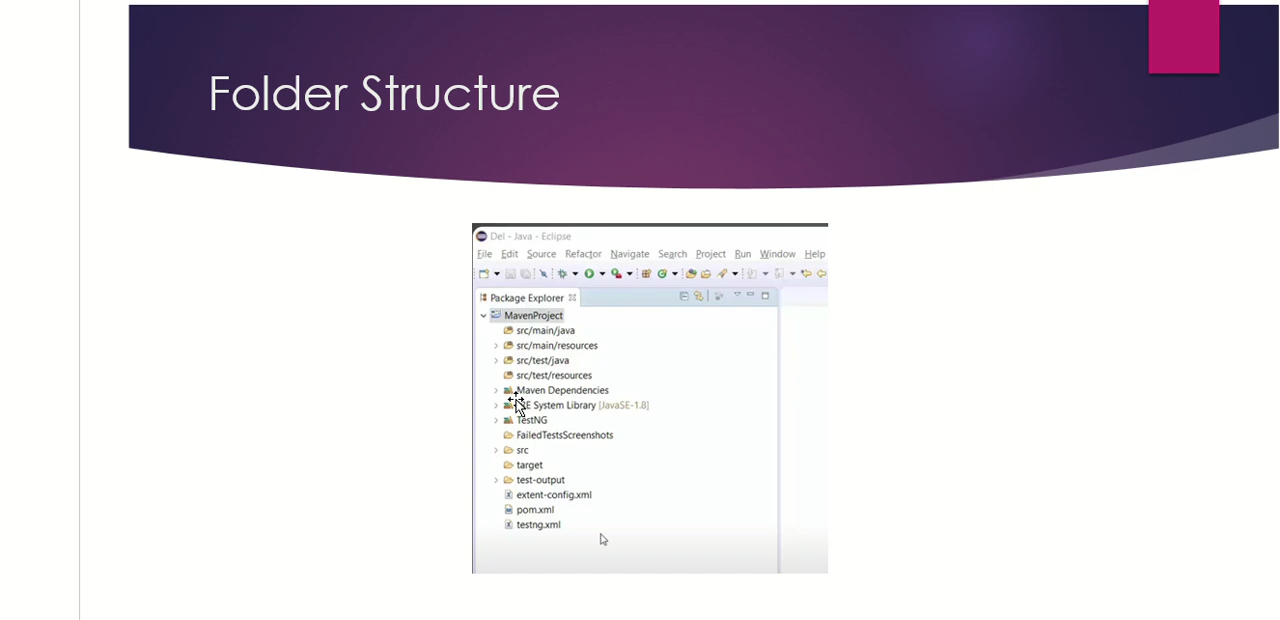 Folder Structure
Del - Java - Eclipse
File Edit Source Refactor Navigate Search Project Run Window Help
Package Explorer
MavenProject
src/main/java
src/main/resources
src/test/java
src/test/resources
Maven Dependencies
System Library [JavaSE-1.8]
TestNG
FailedTestsScreenshots
src
target
test-output
extent-config.xml
pom.xml
testng.xml